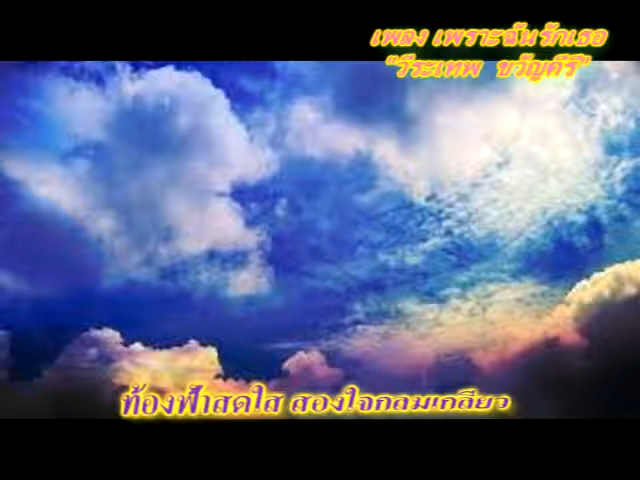 เพลง เพราะฉันรักเธอ
"วีระเทพ ขวัญคีรี"
ท้องฟ้าสดใส สองใจกลมเกลียว